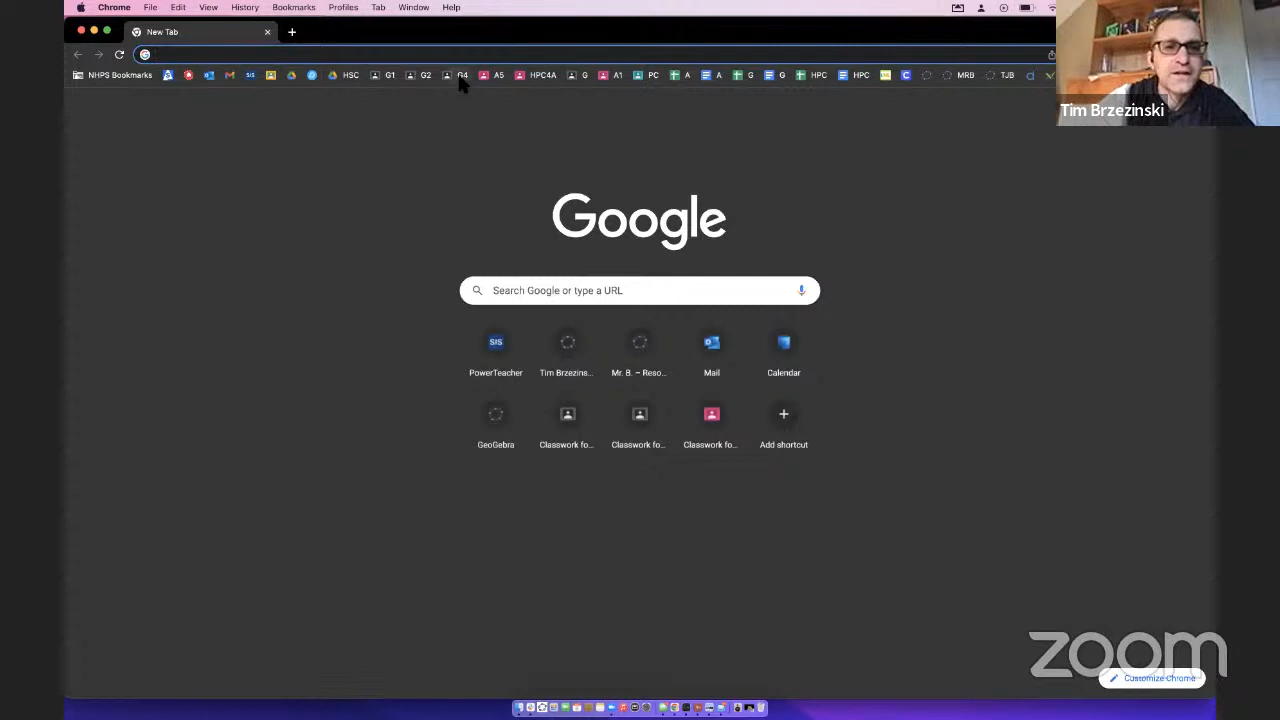 Chrome File Edit View History Bookmarks Profiles Tab Window Help
New Tab
NHPS Bookmarks SIS HSC G1 G2 G4 A5 HPC4A G A1 PC A A G G HPC HPC MRB TJB
Tim Brzezinski
Google
Search Google or type a URL
SIS
PowerTeacher Tim Brzezins... Mr. B. ~ Reso... Mail Calendar
GeoGebra Classwork fo... Classwork fo... Classwork fo... Add shortcut
zoom
Customize Chrome